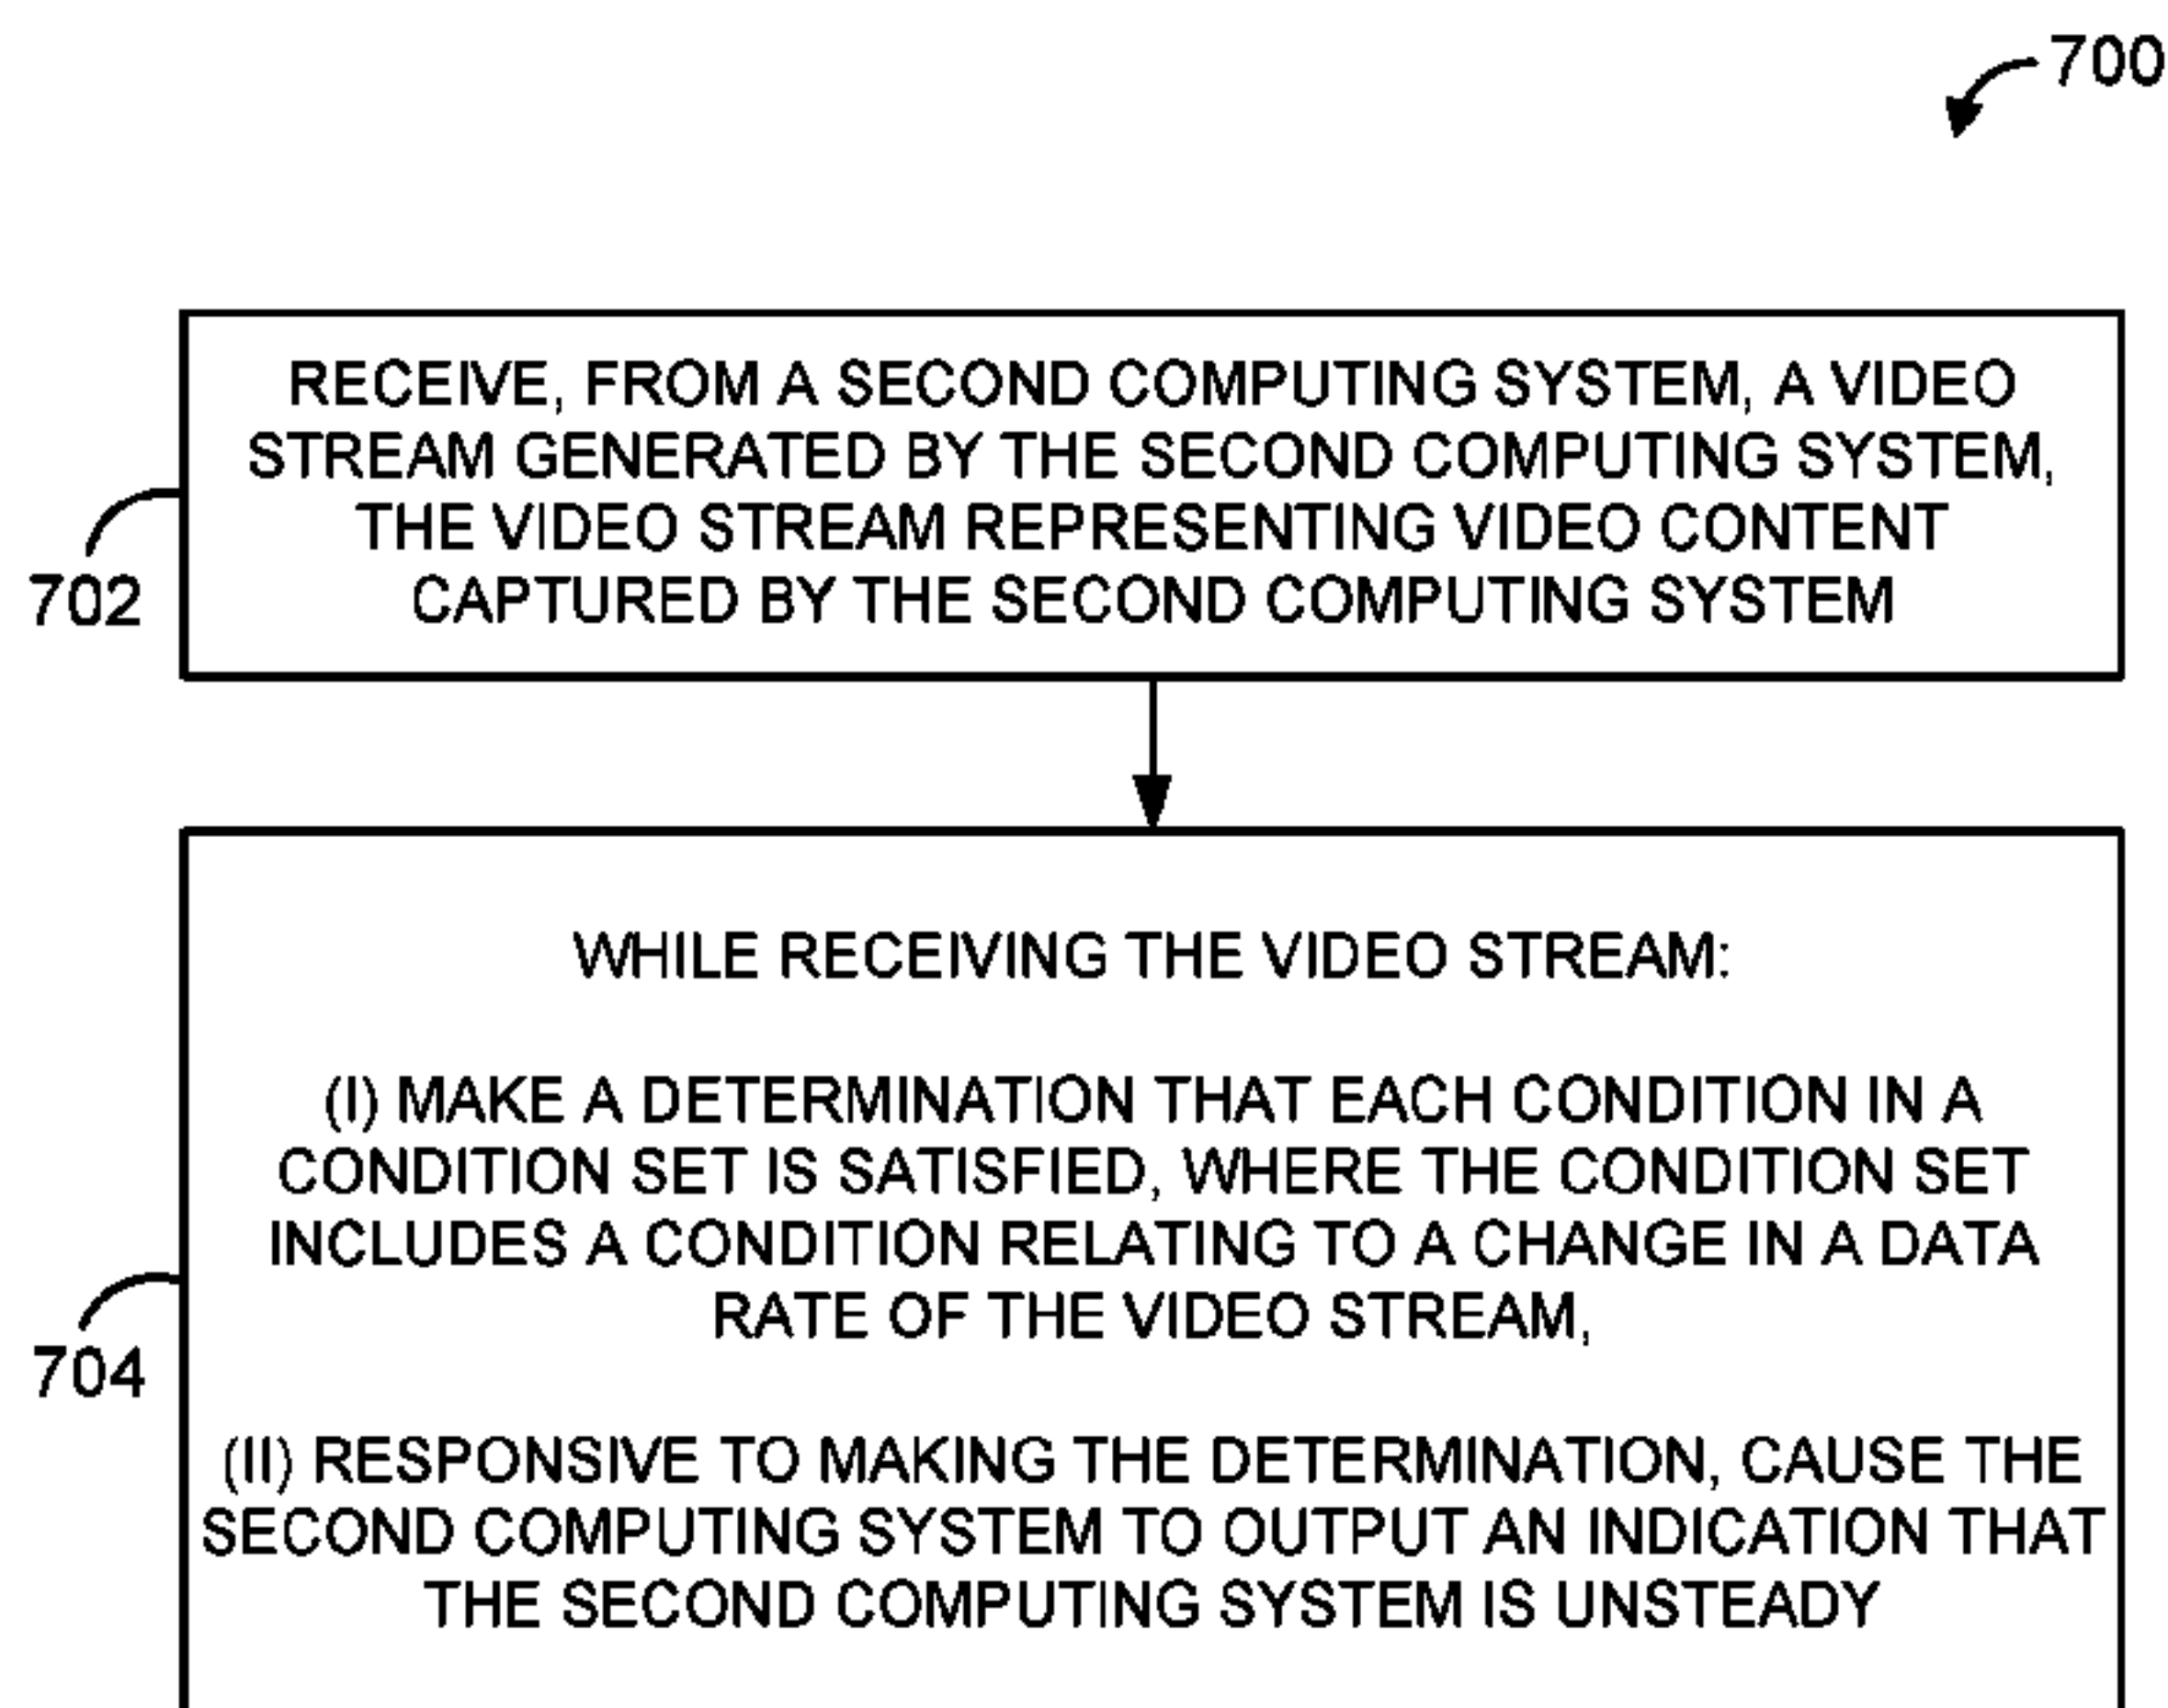 700
RECEIVE, FROM A SECOND COMPUTING SYSTEM, A VIDEO
STREAM GENERATED BY THE SECOND COMPUTING SYSTEM,
THE VIDEO STREAM REPRESENTING VIDEO CONTENT
CAPTURED BY THE SECOND COMPUTING SYSTEM
702
WHILE RECEIVING THE VIDEO STREAM:
(I) MAKE A DETERMINATION THAT EACH CONDITION IN A
CONDITION SET IS SATISFIED, WHERE THE CONDITION SET
INCLUDES A CONDITION RELATING TO A CHANGE IN A DATA
RATE OF THE VIDEO STREAM,
704
(II) RESPONSIVE TO MAKING THE DETERMINATION, CAUSE THE
SECOND COMPUTING SYSTEM TO OUTPUT AN INDICATION THAT
THE SECOND COMPUTING SYSTEM IS UNSTEADY